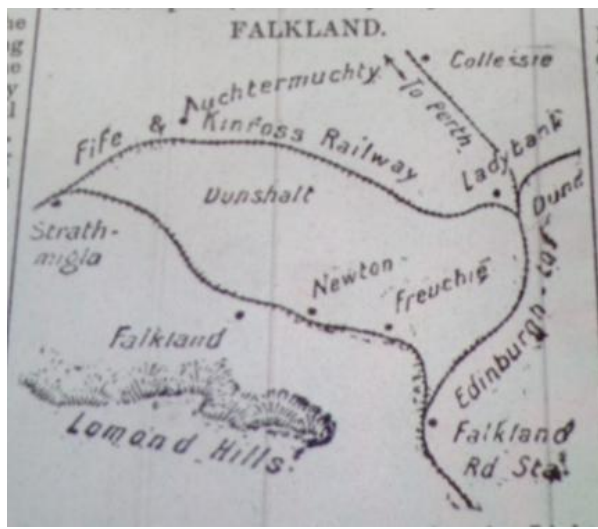 FALKLAND.
Collessie
Auchtermuchty.
To Perth.
Fife & Kinross Railway
Ladybank
Dunshalt
Strath-
miglo
Newton
Freuchie
Falkland
Edinburgh
Lomond Hills.
Falkland
Rd Sta.